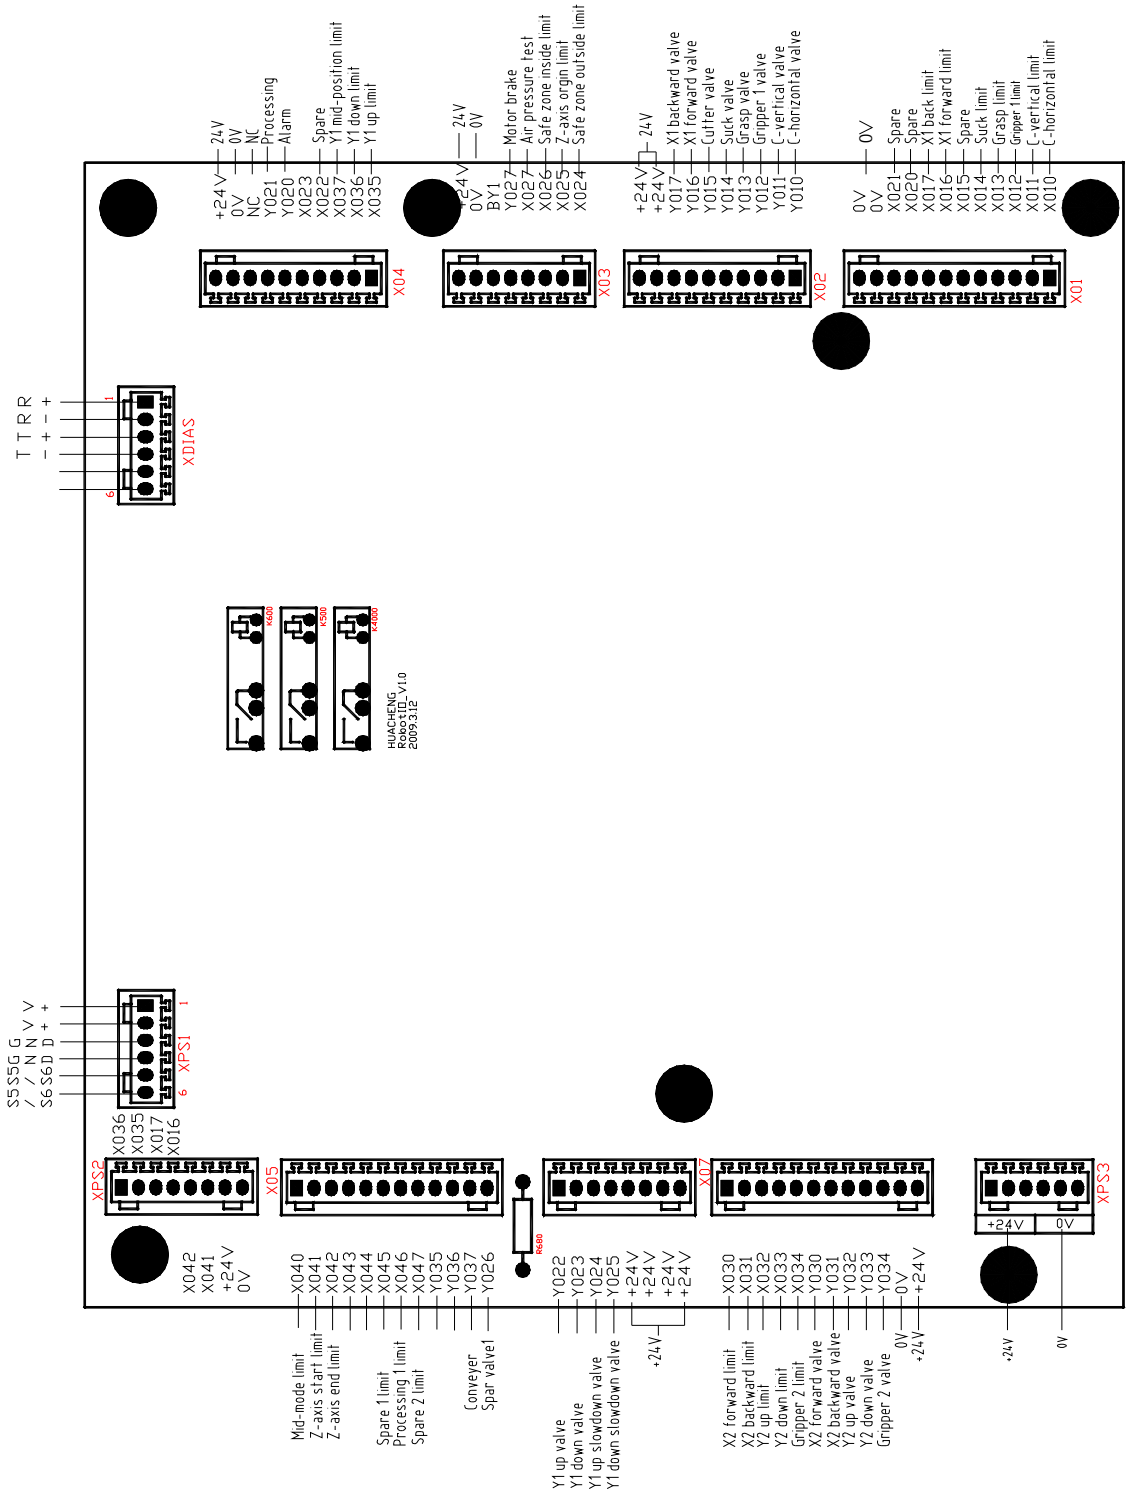 +24V 24V
0V 0V
NC NC
Y021 Processing
Y020 Alarm
X023
X022 Spare
X037 Y1 mid-position limit
X036 Y1 down limit
X035 Y1 up limit
X04
+24V 24V
0V 0V
BY1
Y027 Motor brake
X027 Air pressure test
X026 Safe zone inside limit
X025 Z-axis orgin limit
X024 Safe zone outside limit
X03
+24V
+24V
24V
Y017 X1 backward valve
Y016 X1 forward valve
Y015 Cutter valve
Y014 Suck valve
Y013 Grasp valve
Y012 Gripper 1 valve
Y011 C-vertical valve
Y010 C-horizontal valve
X02
0V 0V
0V
X021 Spare
X020 Spare
X017 X1 back limit
X016 X1 forward limit
X015 Spare
X014 Suck limit
X013 Grasp limit
X012 Gripper 1 limit
X011 C-vertical limit
X010 C-horizontal limit
X01
R +
R -
T +
T -
1
6
XDIAS
K600
K500
K4000
HUACHENG
RobotIO_V1.0
2009.3.12
V +
V +
G N D
G N D
S5 / S6
S5 / S6
1
6
XPS1
X036
X035
X017
X016
XPS2
X042
X041
+24V
0V
X05
X040 Mid-mode limit
X041 Z-axis start limit
X042 Z-axis end limit
X043
X044
X045 Spare 1 limit
X046 Processing 1 limit
X047 Spare 2 limit
Y035
Y036
Y037 Conveyer
Y026 Spar valve1
R680
Y022 Y1 up valve
Y023 Y1 down valve
Y024 Y1 up slowdown valve
Y025 Y1 down slowdown valve
+24V
+24V
+24V
+24V
+24V
X07
X030 X2 forward limit
X031 X2 backward limit
X032 Y2 up limit
X033 Y2 down limit
X034 Gripper 2 limit
Y030 X2 forward valve
Y031 X2 backward valve
Y032 Y2 up valve
Y033 Y2 down valve
Y034 Gripper 2 valve
0V 0V
+24V +24V
XPS3
+24V 0V
+24V
0V